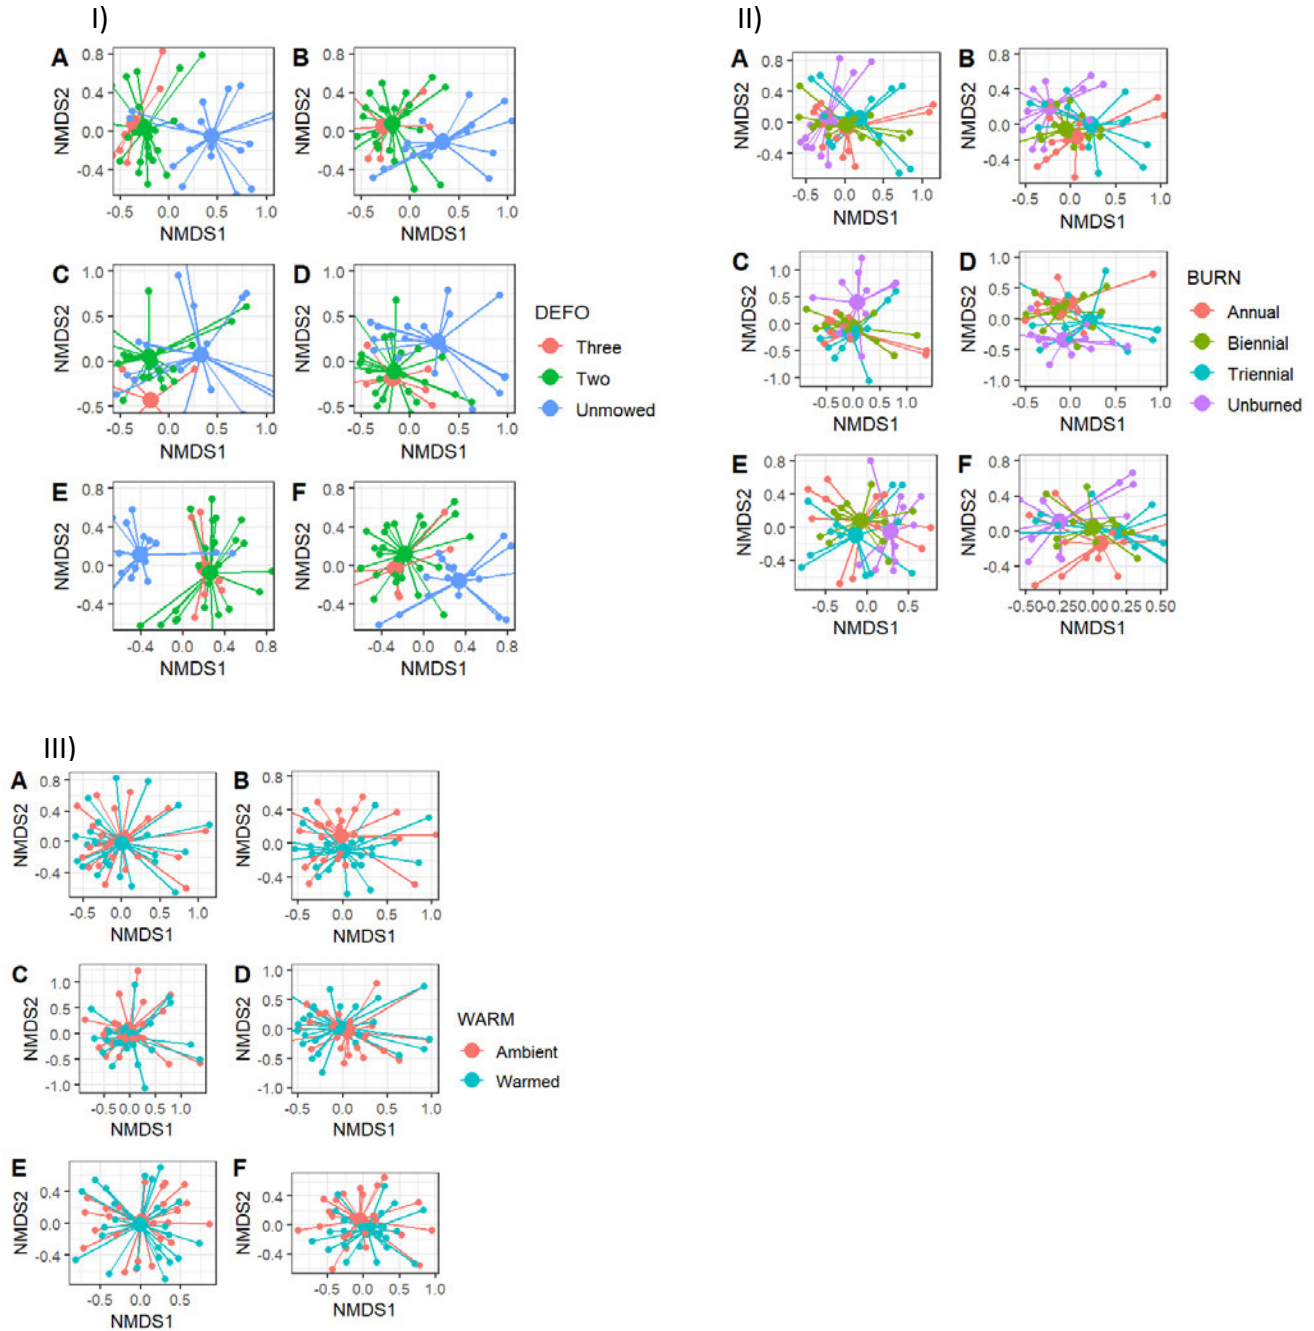 I)
A
0.8
0.4
0.0
-0.4
-0.5 0.0 0.5 1.0
NMDS1
NMDS2
B
0.8
0.4
0.0
-0.4
-0.5 0.0 0.5 1.0
NMDS1
NMDS2
C
1.0
0.5
0.0
-0.5
-0.5 0.0 0.5 1.0
NMDS1
NMDS2
D
1.0
0.5
0.0
-0.5
-0.5 0.0 0.5 1.0
NMDS1
NMDS2
DEFO
Three
Two
Unmowed
E
0.8
0.4
0.0
-0.4
-0.4 0.0 0.4 0.8
NMDS1
NMDS2
F
0.8
0.4
0.0
-0.4
-0.4 0.0 0.4 0.8
NMDS1
NMDS2
II)
A
0.8
0.4
0.0
-0.4
-0.5 0.0 0.5 1.0
NMDS1
NMDS2
B
0.8
0.4
0.0
-0.4
-0.5 0.0 0.5 1.0
NMDS1
NMDS2
C
1.0
0.5
0.0
-0.5
-1.0
-0.5 0.0 0.5 1.0
NMDS1
NMDS2
D
1.0
0.5
0.0
-0.5
-1.0
-0.5 0.0 0.5 1.0
NMDS1
NMDS2
BURN
Annual
Biennial
Triennial
Unburned
E
0.8
0.4
0.0
-0.4
-0.5 0.0 0.5
NMDS1
NMDS2
F
0.8
0.4
0.0
-0.4
-0.50 -0.25 0.00 0.25 0.50
NMDS1
NMDS2
III)
A
0.8
0.4
0.0
-0.4
-0.5 0.0 0.5 1.0
NMDS1
NMDS2
B
0.8
0.4
0.0
-0.4
-0.5 0.0 0.5 1.0
NMDS1
NMDS2
C
1.0
0.5
0.0
-0.5
-1.0
-0.5 0.0 0.5 1.0
NMDS1
NMDS2
D
1.0
0.5
0.0
-0.5
-1.0
-0.5 0.0 0.5 1.0
NMDS1
NMDS2
WARM
Ambient
Warmed
E
0.4
0.0
-0.4
-0.5 0.0 0.5
NMDS1
NMDS2
F
0.4
0.0
-0.4
-0.5 0.0 0.5 1.0
NMDS1
NMDS2